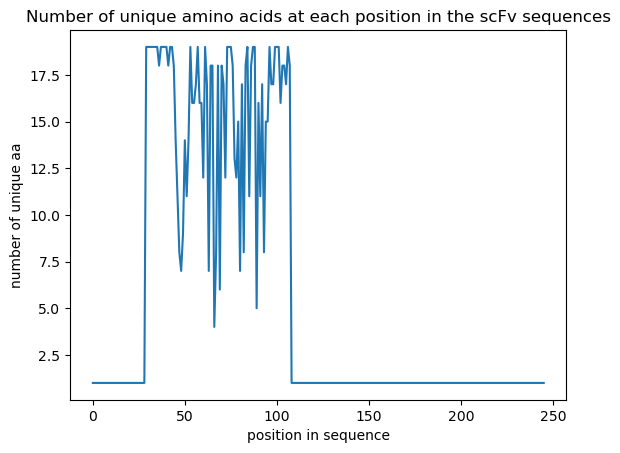 Number of unique amino acids at each position in the scFv sequences
17.5
15.0
12.5
10.0
7.5
5.0
2.5
number of unique aa
0 50 100 150 200 250
position in sequence